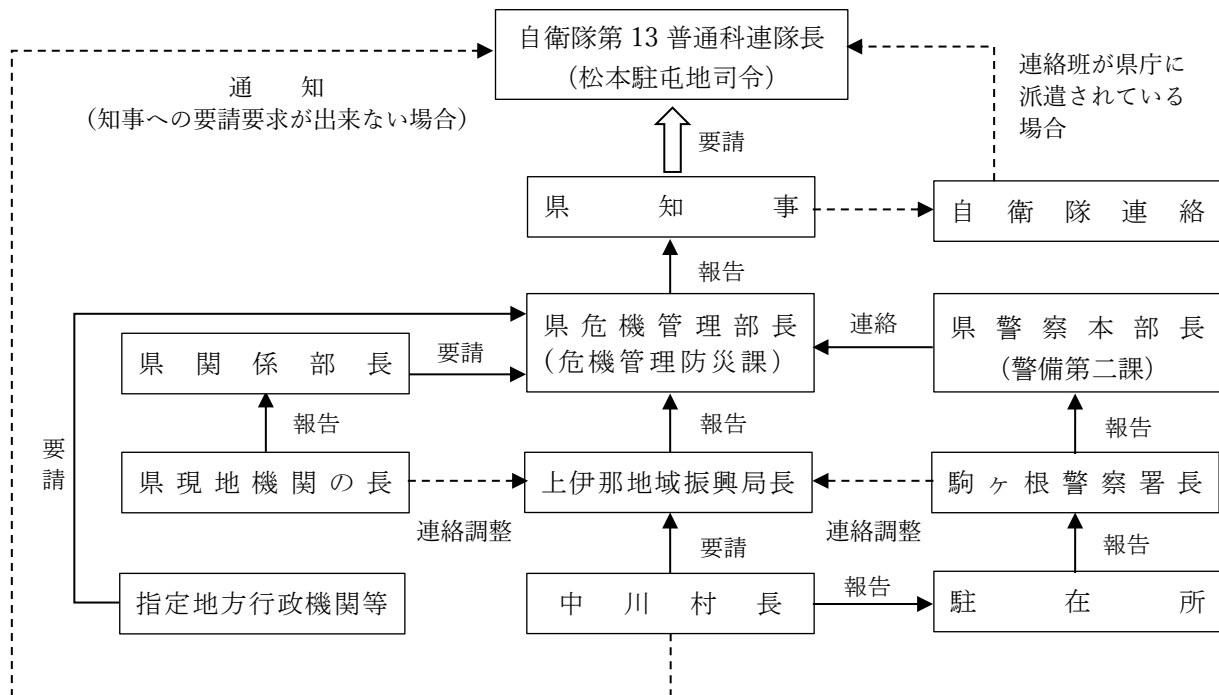 自衛隊第 13 普通科連隊長
(松本駐屯地司令)
通 知
(知事への要請要求が出来ない場合)
連絡班が県庁に
派遣されている
場合
要請
県知事
自衛隊連絡
報告
県危機管理部長
(危機管理防災課)
連絡
県警察本部長
(警備第二課)
県関係部長
要請
報告
報告
報告
要請
県現地機関の長
上伊那地域振興局長
駒ヶ根警察署長
連絡調整
要請
連絡調整
報告
指定地方行政機関等
中川村長
報告
駐在所